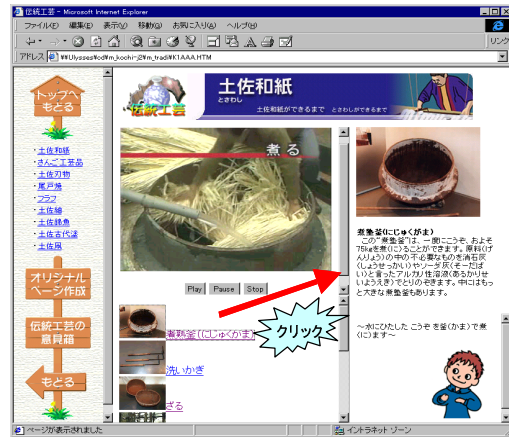 伝統工芸 - Microsoft Internet Explorer
ファイル(F) 編集(E) 表示(V) 移動(G) お気に入り(A) ヘルプ(H)
リンク
アドレス ¥¥Ulysses¥cd¥m_kochi-j2¥m_tradi¥K1AAA.HTM
トップへ
もどる
・土佐和紙
・さんご工芸品
・土佐刃物
・尾戸焼
・フラフ
・土佐錦魚
・土佐古代塗
・土佐凧
オリジナル
ページ作成
伝統工芸の
意見箱
もどる
伝統工芸
土佐和紙
とさわし
土佐和紙ができるまで とさわしができるまで
煮る
Play Pause Stop
煮熟釜(にじゅくがま)
洗いかぎ
ざる
クリック
煮塾釜(にじゅくがま)
この"煮塾釜"は、一度にこうぞ、およそ
75kgを煮(に)ることができます。原料(げ
んりょう)の中の不必要なものを消石灰
(しょうせっかい)やソーダ灰(そーだば
い)と言ったアルカリ性溶液(あるかりせ
いようえき)でとりのぞきます。中にはもっ
と大きな煮塾釜もあります。
～水にひたした こうぞ を釜(かま)で煮
(に)ます～
ページが表示されました
イントラネット ゾーン